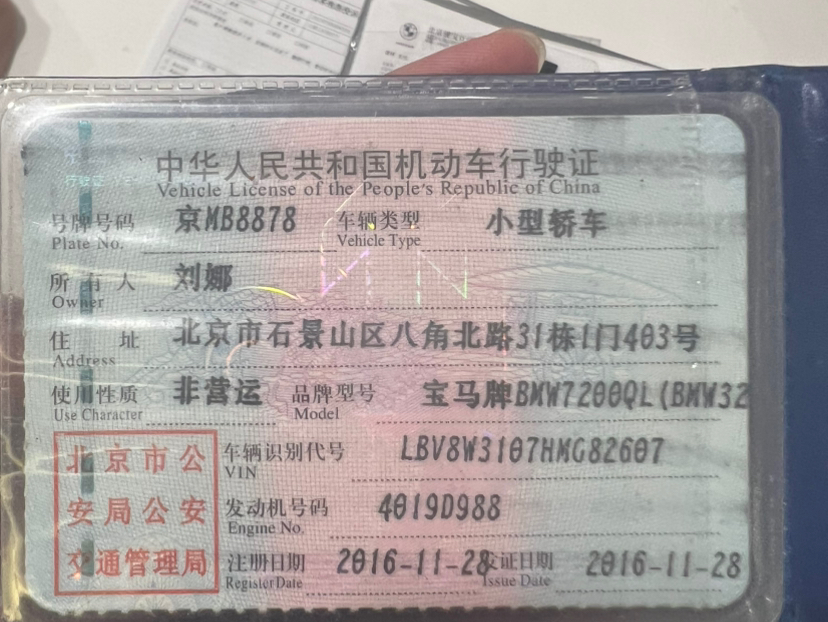 中华人民共和国机动车行驶证
Vehicle License of the People's Republic of China
号牌号码 京MB8878 车辆类型 小型轿车
Plate No. Vehicle Type
所有人 刘娜
Owner
住址 北京市石景山区八角北路31栋1门403号
Address
使用性质 非营运 品牌型号 宝马牌BMW7200QL(BMW32
Use Character Model
北京市公
安局公安
交通管理局
车辆识别代号 LBV8W3107HMG82607
VIN
发动机号码 4019D988
Engine No.
注册日期 2016-11-28 发证日期 2016-11-28
Register Date Issue Date